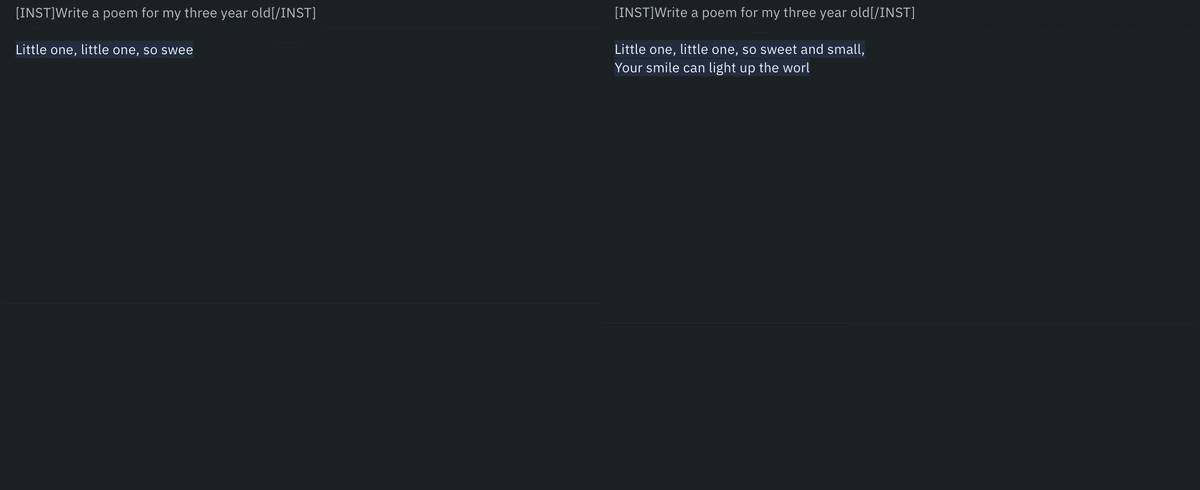 [INST]Write a poem for my three year old[/INST]
Little one, little one, so swee
[INST]Write a poem for my three year old[/INST]
Little one, little one, so sweet and small,
Your smile can light up the worl